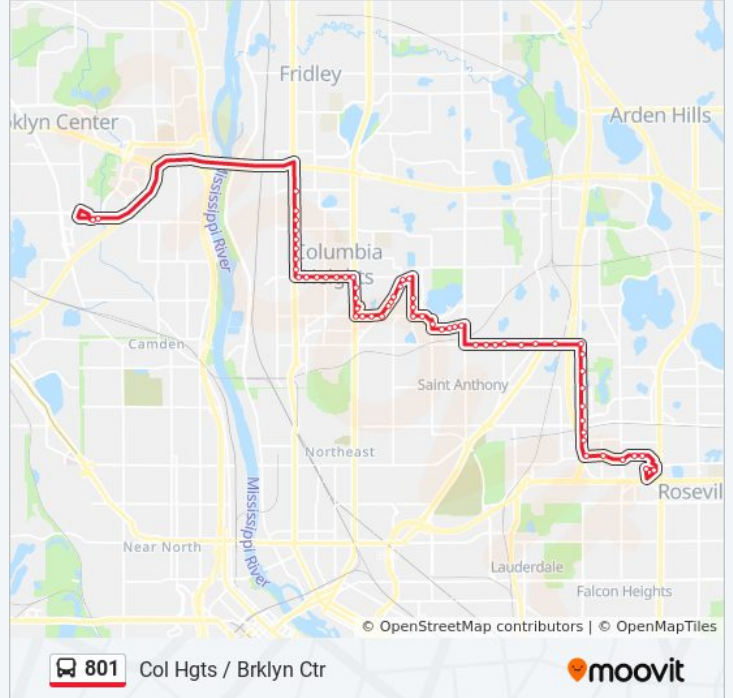 Fridley
Arden Hills
oklyn Center
Mississippi River
Columbia
Heights
Camden
Saint Anthony
Northeast
Mississippi River
Rosevil
Near North
Lauderdale
Falcon Heights
© OpenStreetMap contributors | © OpenMapTiles
801 Col Hgts / Brklyn Ctr
moovit